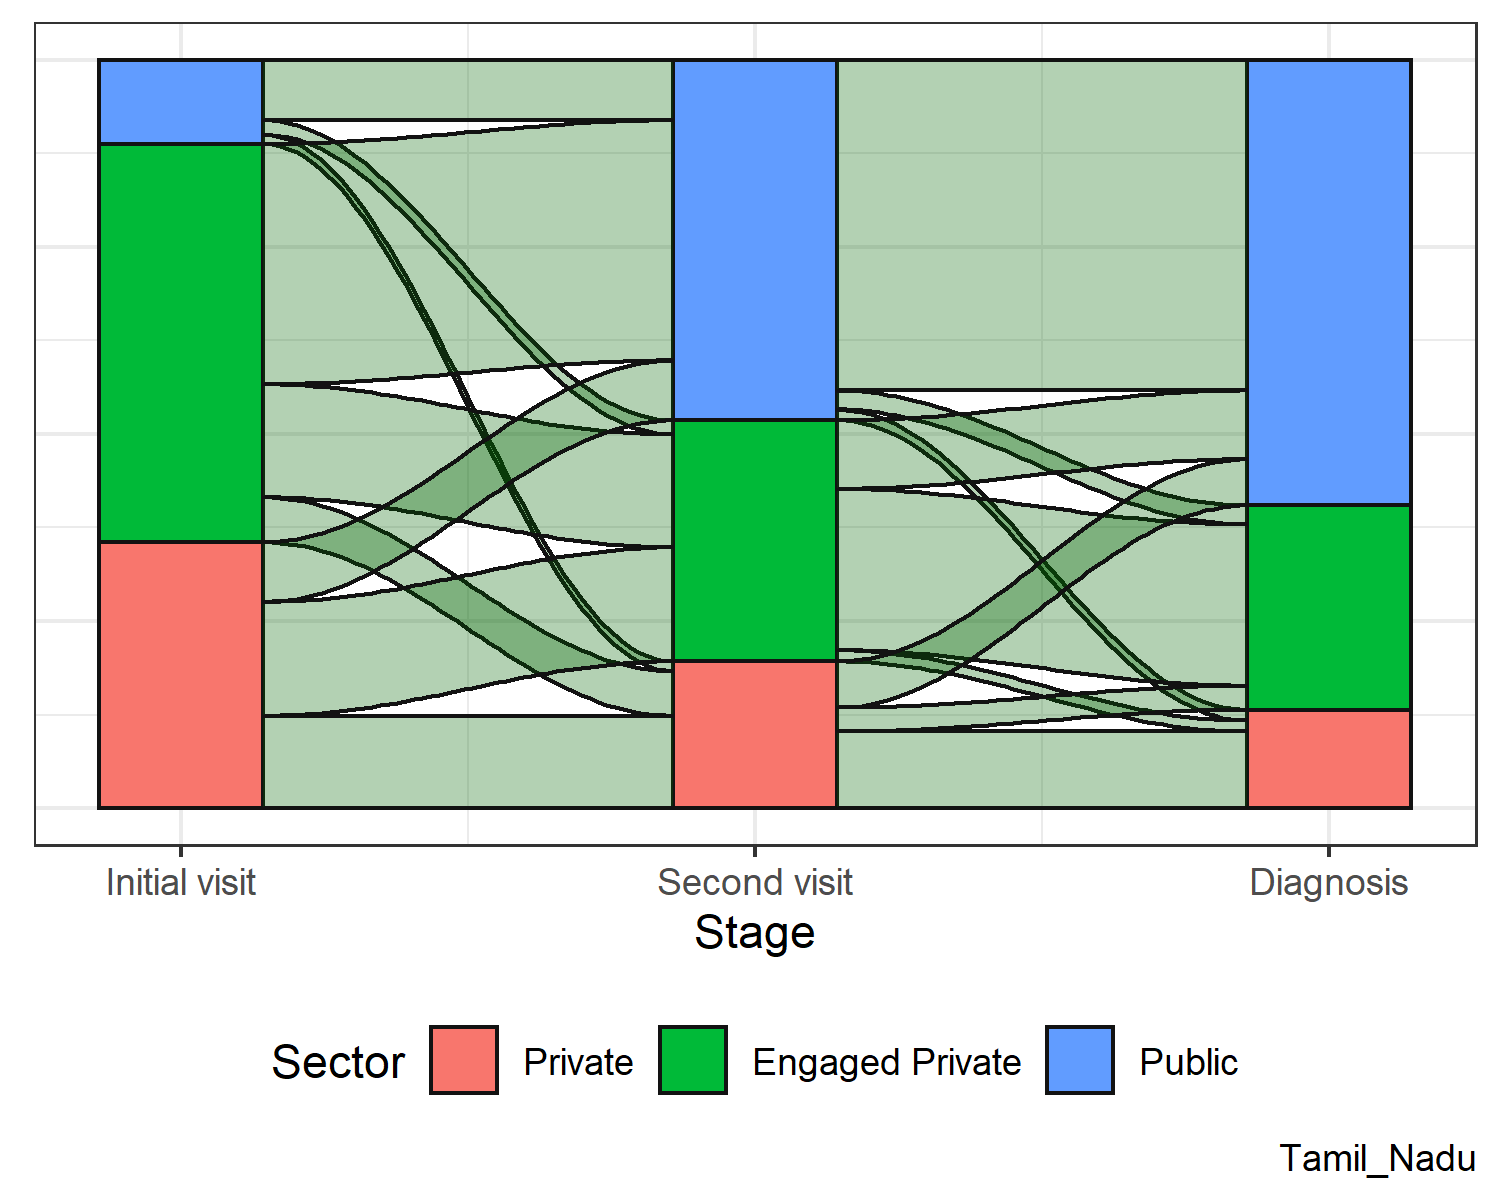 Initial visit Second visit Diagnosis
Stage
Sector Private Engaged Private Public
Tamil_Nadu